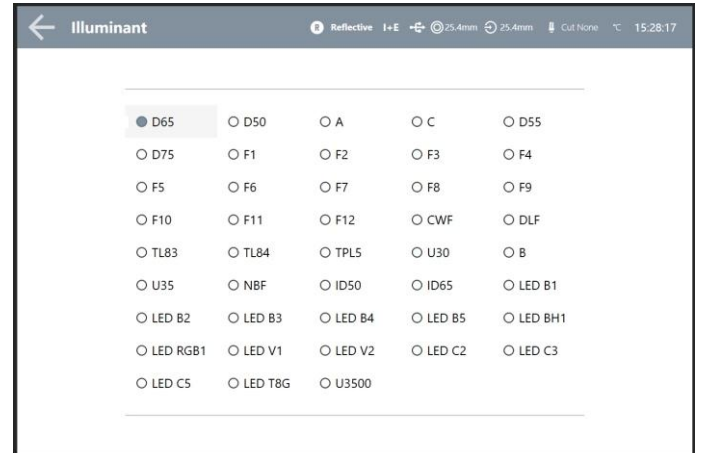 Illuminant R Reflective I+E 25.4mm 25.4mm Cut None °C 15:28:17
D65 D50 A C D55
D75 F1 F2 F3 F4
F5 F6 F7 F8 F9
F10 F11 F12 CWF DLF
TL83 TL84 TPL5 U30 B
U35 NBF ID50 ID65 LED B1
LED B2 LED B3 LED B4 LED B5 LED BH1
LED RGB1 LED V1 LED V2 LED C2 LED C3
LED C5 LED T8G U3500